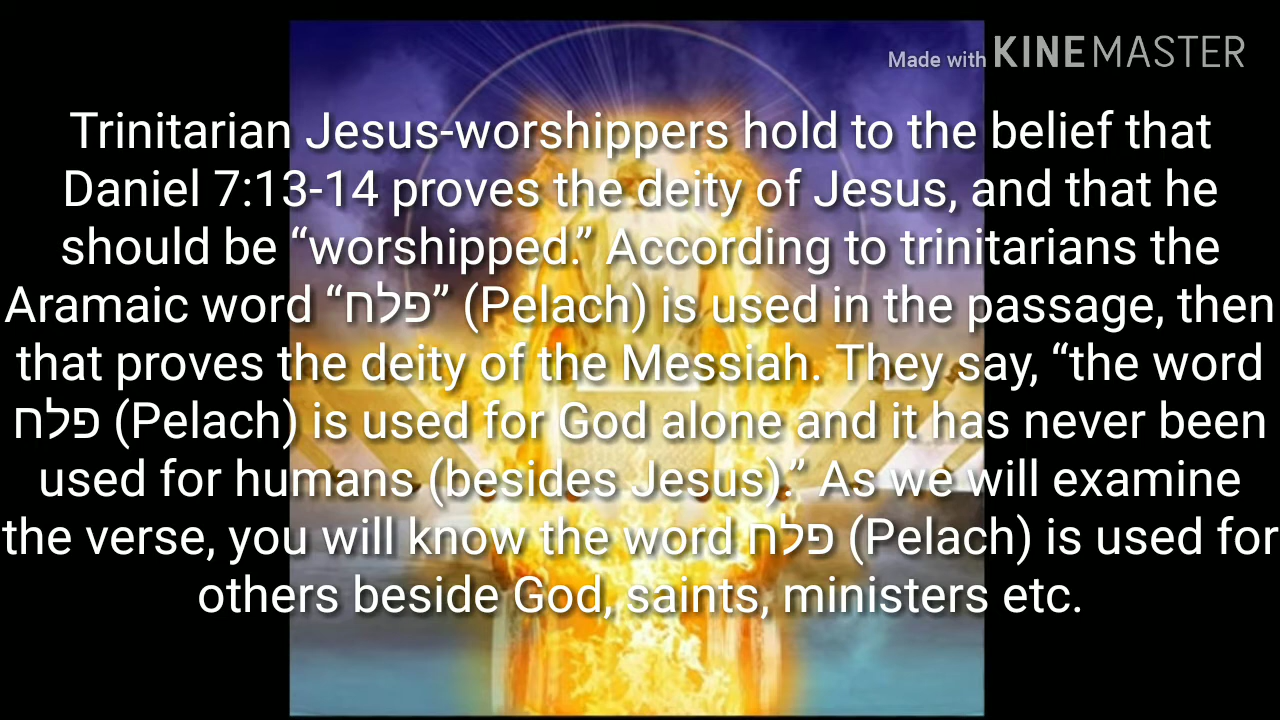 Made with KINEMASTER
Trinitarian Jesus-worshippers hold to the belief that
Daniel 7:13-14 proves the deity of Jesus, and that he
should be “worshipped.” According to trinitarians the
Aramaic word “פלח” (Pelach) is used in the passage, then
that proves the deity of the Messiah. They say, “the word
פלח (Pelach) is used for God alone and it has never been
used for humans (besides Jesus).” As we will examine
the verse, you will know the word פלח (Pelach) is used for
others beside God, saints, ministers etc.